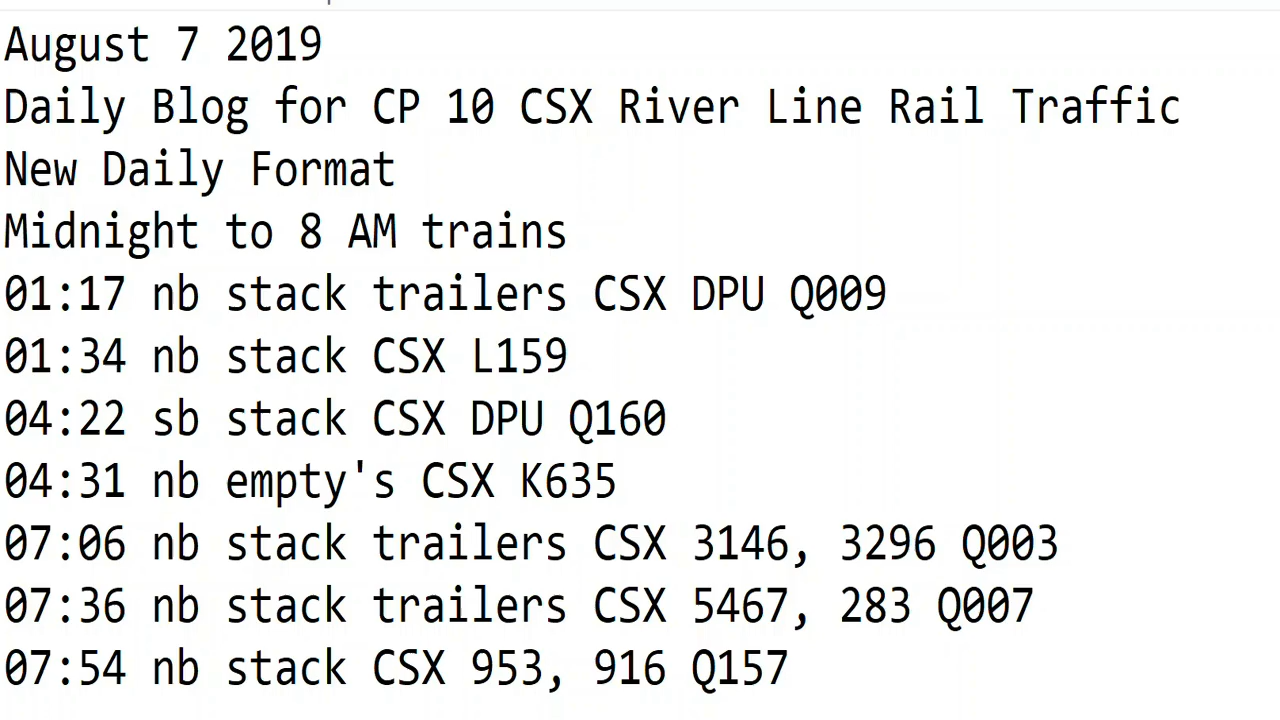 August 7 2019
Daily Blog for CP 10 CSX River Line Rail Traffic
New Daily Format
Midnight to 8 AM trains
01:17 nb stack trailers CSX DPU Q009
01:34 nb stack CSX L159
04:22 sb stack CSX DPU Q160
04:31 nb empty's CSX K635
07:06 nb stack trailers CSX 3146, 3296 Q003
07:36 nb stack trailers CSX 5467, 283 Q007
07:54 nb stack CSX 953, 916 Q157